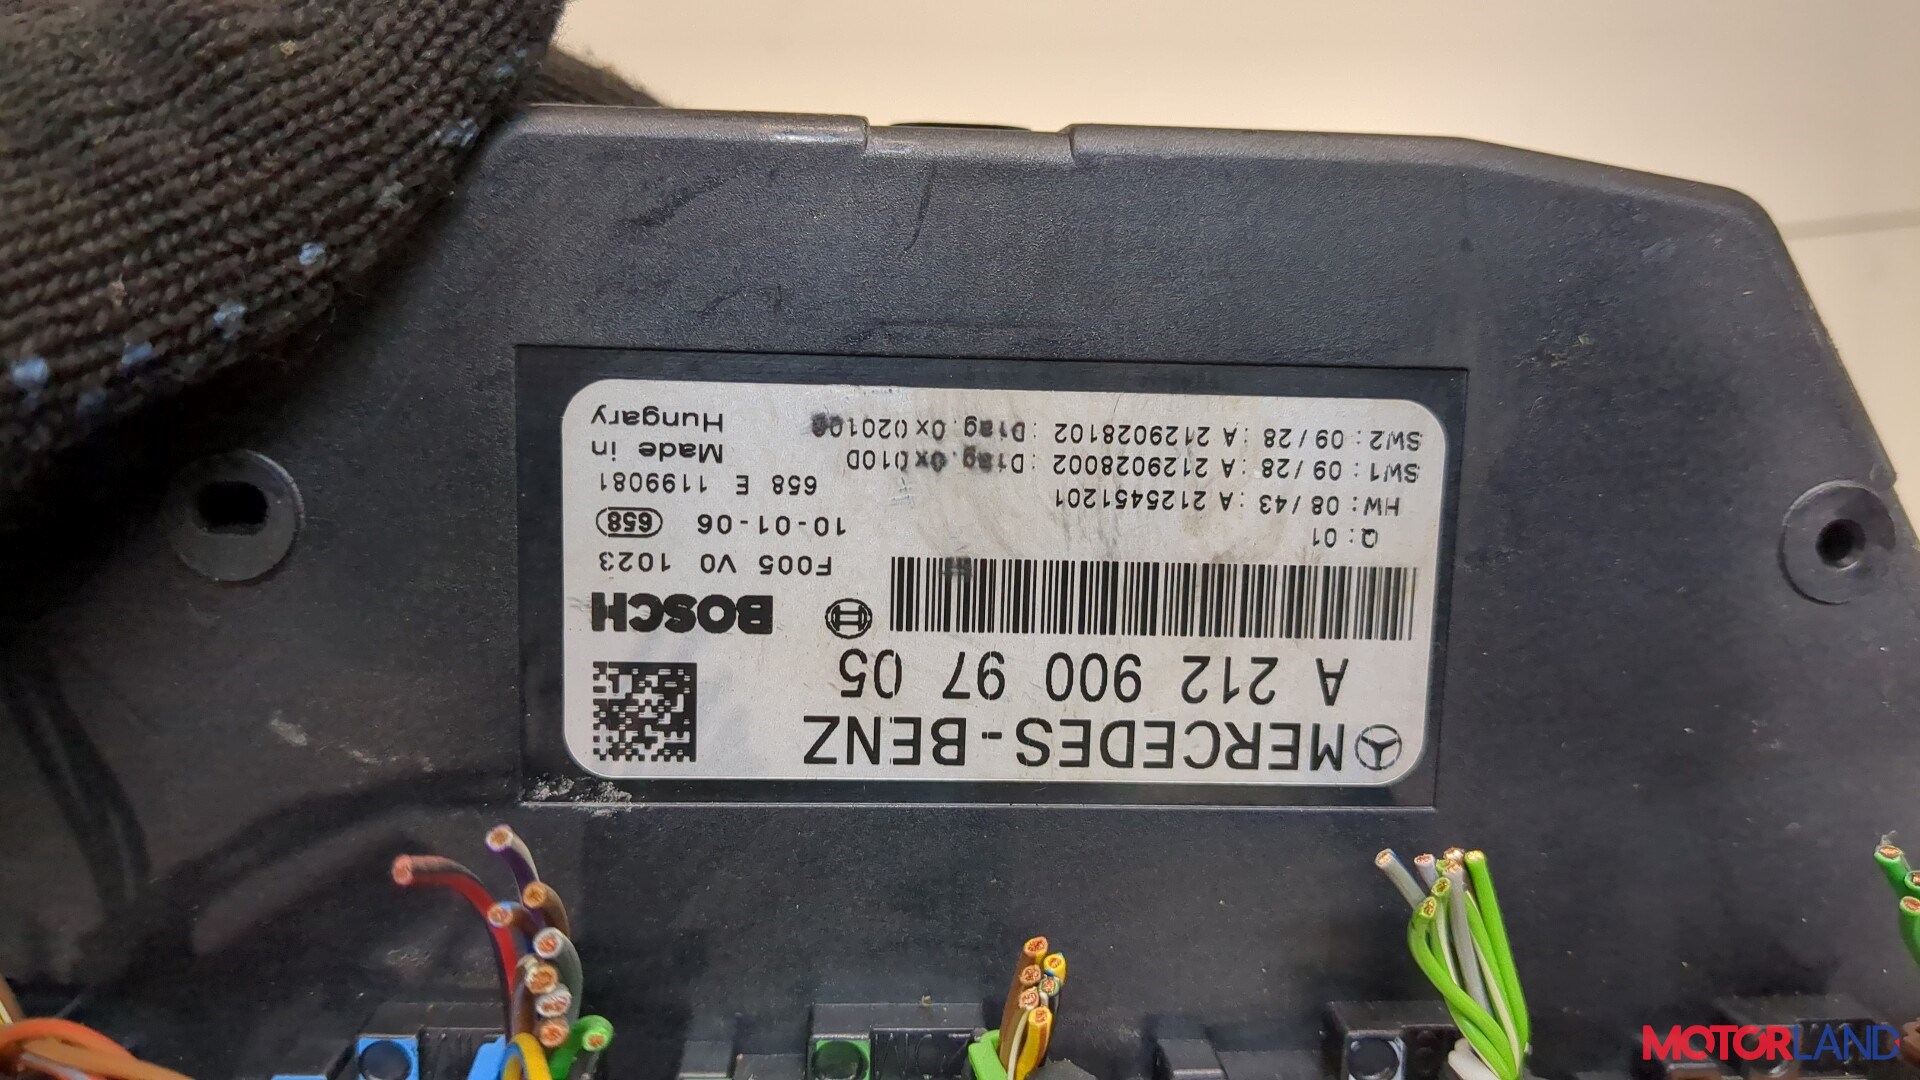 MERCEDES-BENZ
A 212 900 97 05
BOSCH
F005 V0 1023
10-01-06 658
658 E 1199081
Made in
Hungary
Q:01
HW:08/43:A 2125451201
SW1:09/28:A 2129028002:Diag.0x010D
SW2:09/28:A 2129028102:Diag.0x020100
MOTORLAND